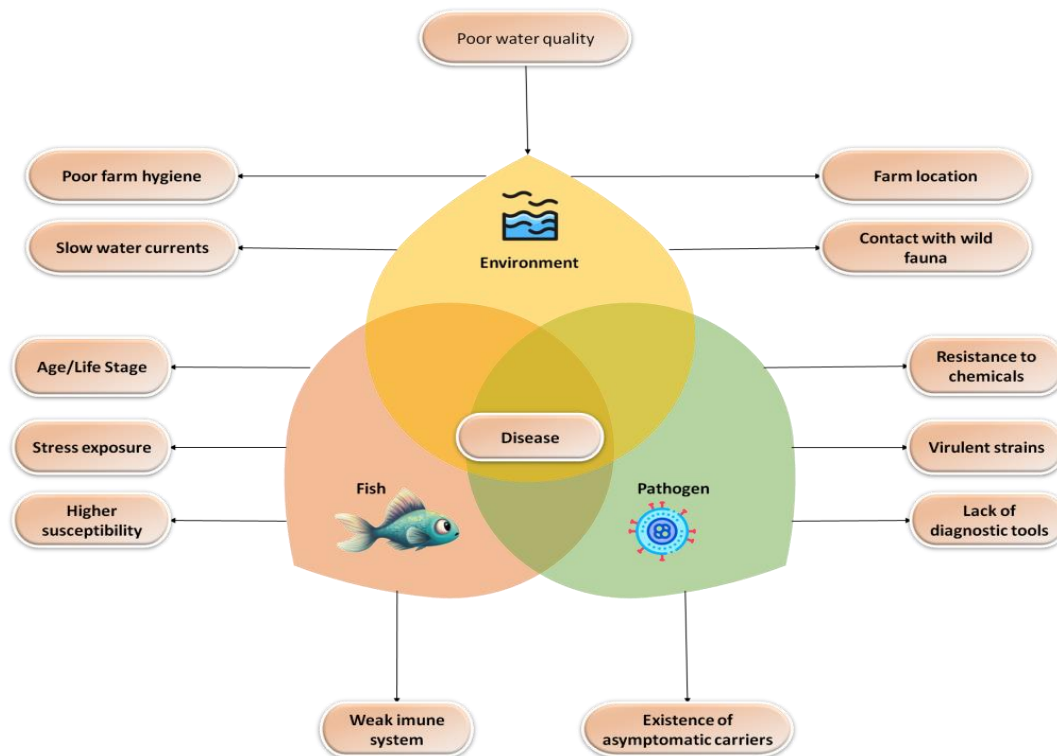 Poor water quality
Poor farm hygiene
Farm location
Slow water currents
Contact with wild
fauna
Environment
Age/Life Stage
Resistance to
chemicals
Disease
Stress exposure
Virulent strains
Fish
Pathogen
Higher
susceptibility
Lack of
diagnostic tools
Weak imune
system
Existence of
asymptomatic carriers